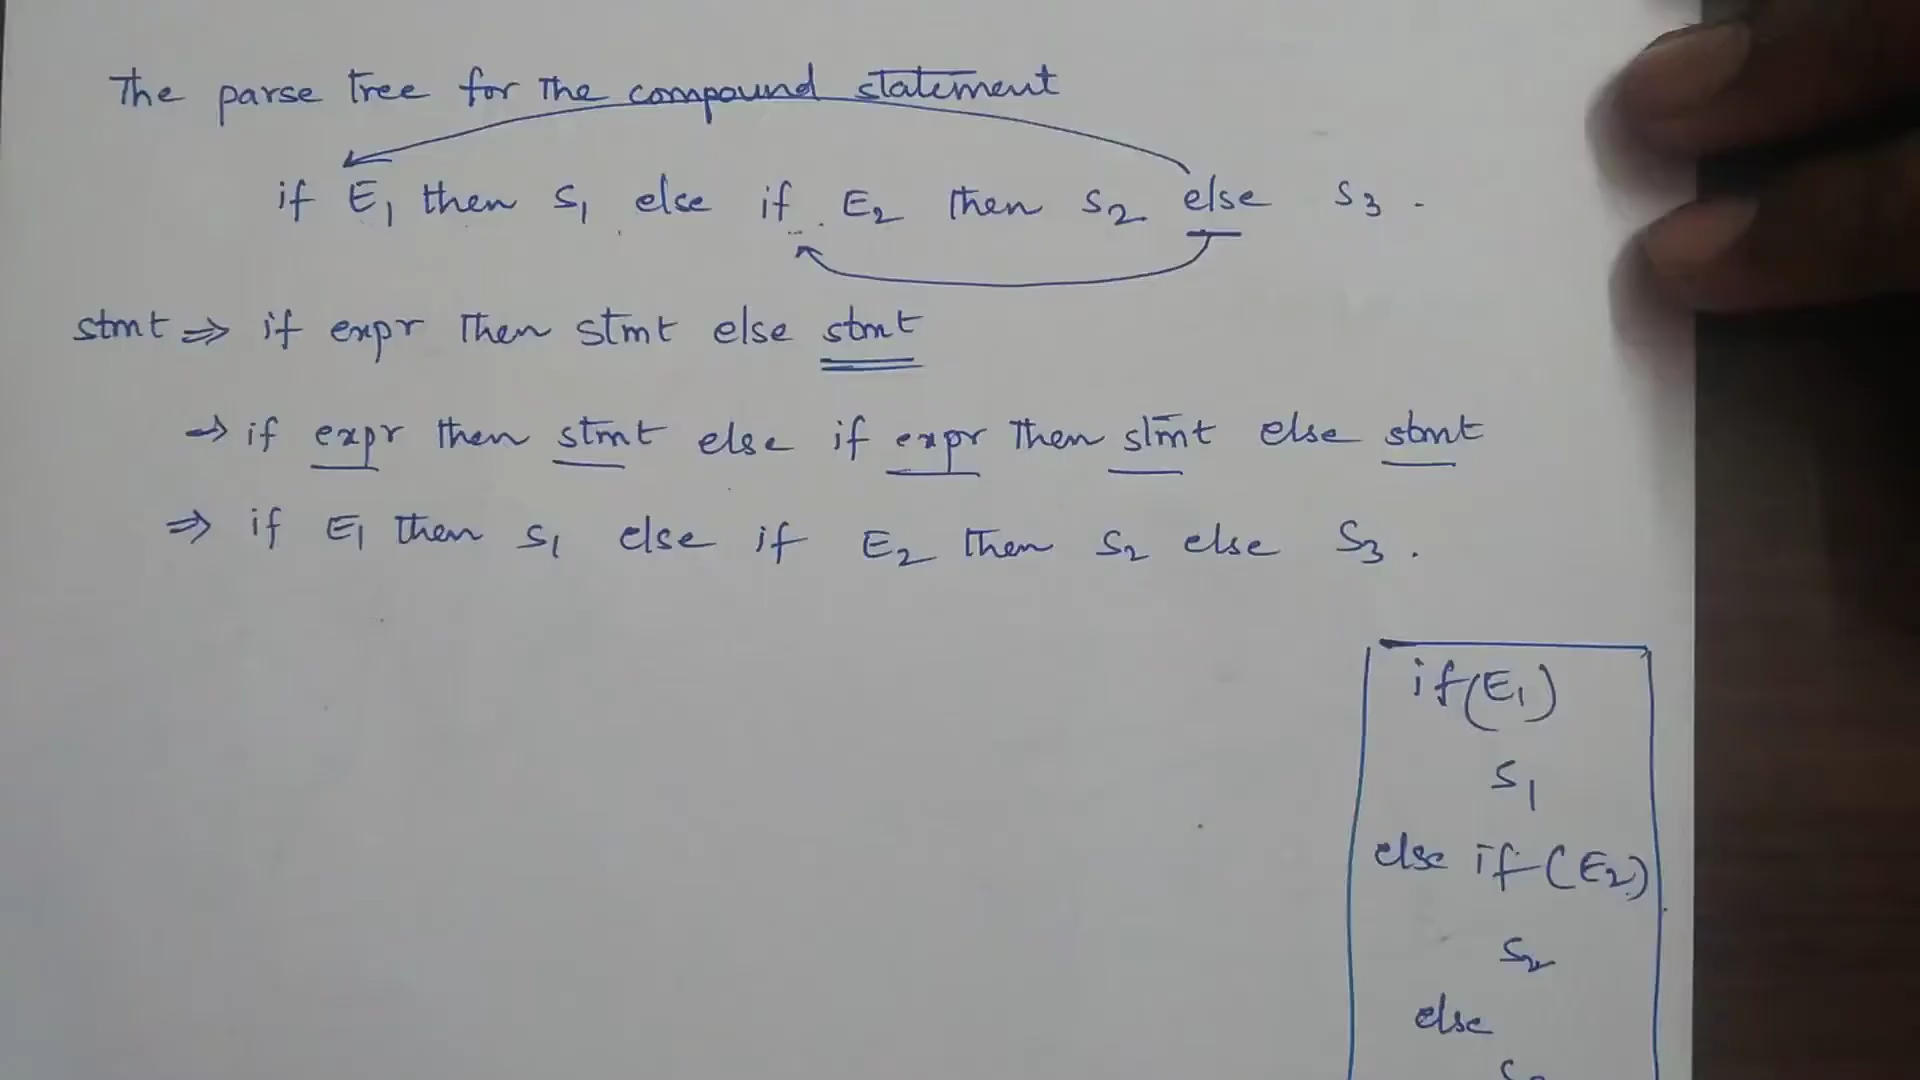 The parse tree for the compound statement
if E₁ then S₁ else if E₂ then S₂ else S₃ .
stmt ⇒ if expr then stmt else stmt
→ if expr then stmt else if expr then stmt else stmt
⇒ if E₁ then S₁ else if E₂ then S₂ else S₃ .
if(E₁)
S₁
else if(E₂)
S₂
else